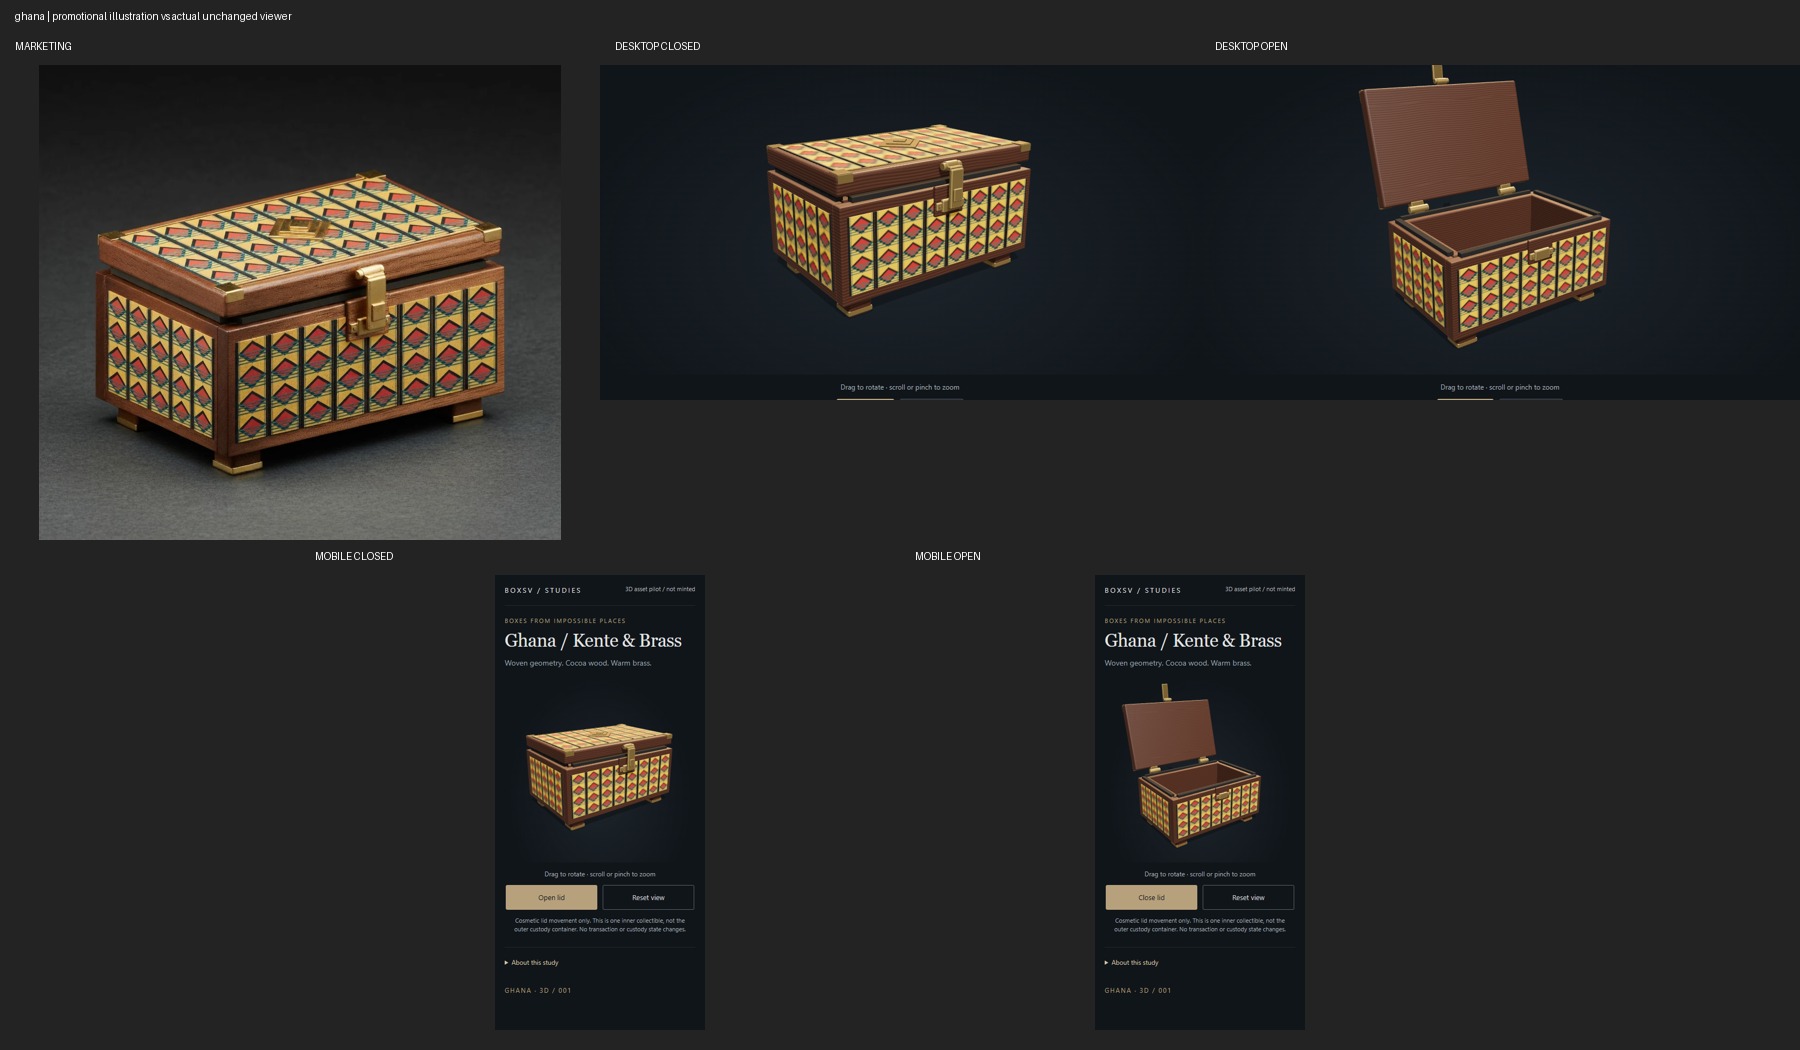 ghana | promotional illustration vs actual unchanged viewer
MARKETING
DESKTOP CLOSED
DESKTOP OPEN
Drag to rotate · scroll or pinch to zoom
Drag to rotate · scroll or pinch to zoom
MOBILE CLOSED
MOBILE OPEN
BOXSV / STUDIES
3D asset pilot / not minted
BOXES FROM IMPOSSIBLE PLACES
Ghana / Kente & Brass
Woven geometry. Cocoa wood. Warm brass.
Drag to rotate · scroll or pinch to zoom
Open lid
Reset view
Cosmetic lid movement only. This is one inner collectible, not the
outer custody container. No transaction or custody state changes.
▸ About this study
GHANA - 3D / 001
BOXSV / STUDIES
3D asset pilot / not minted
BOXES FROM IMPOSSIBLE PLACES
Ghana / Kente & Brass
Woven geometry. Cocoa wood. Warm brass.
Drag to rotate · scroll or pinch to zoom
Close lid
Reset view
Cosmetic lid movement only. This is one inner collectible, not the
outer custody container. No transaction or custody state changes.
▸ About this study
GHANA - 3D / 001